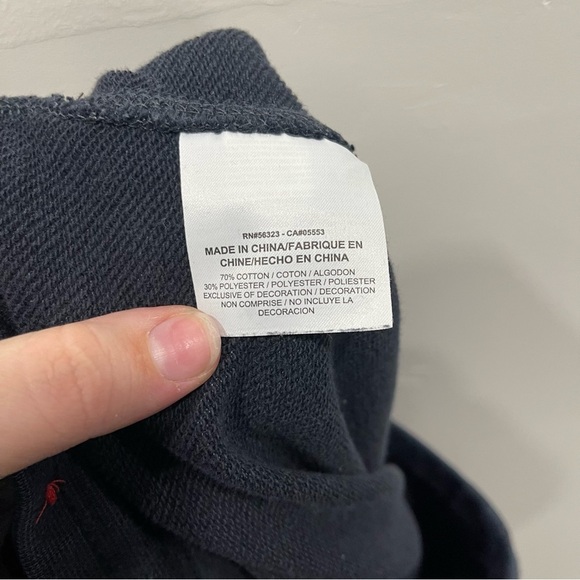 RN#56323 - CA#05553
MADE IN CHINA/FABRIQUE EN
CHINE/HECHO EN CHINA
70% COTTON / COTON / ALGODON
30% POLYESTER / POLYESTER / POLIESTER
EXCLUSIVE OF DECORATION / DECORATION
NON COMPRISE / NO INCLUYE LA
DECORACION